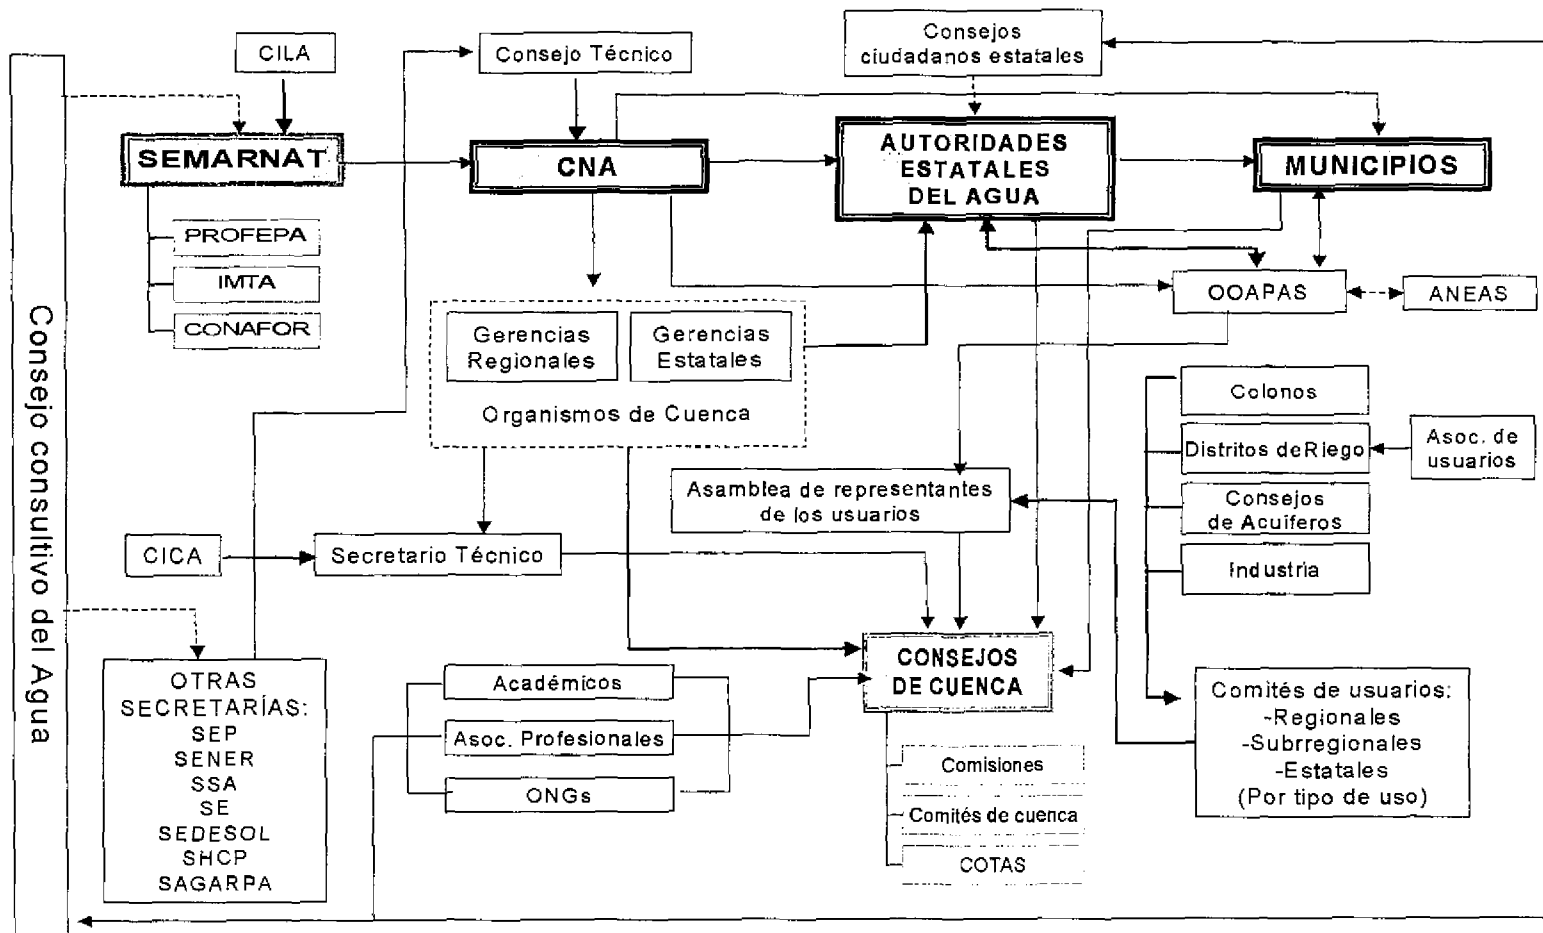 Consejo consultivo del Agua
CILA
Consejo Técnico
Consejos
ciudadanos estatales
SEMARNAT
CNA
AUTORIDADES
ESTATALES
DEL AGUA
MUNICIPIOS
PROFEPA
IMTA
CONAFOR
OOAPAS
ANEAS
Gerencias
Regionales
Gerencias
Estatales
Organismos de Cuenca
Colonos
Distritos de Riego
Asoc. de
usuarios
Consejos
de Acuíferos
Industria
Asamblea de representantes
de los usuarios
CICA
Secretario Técnico
CONSEJOS
DE CUENCA
OTRAS
SECRETARÍAS:
SEP
SENER
SSA
SE
SEDESOL
SHCP
SAGARPA
Académicos
Asoc. Profesionales
ONGs
Comisiones
Comités de cuenca
COTAS
Comités de usuarios:
-Regionales
-Subrregionales
-Estatales
(Por tipo de uso)